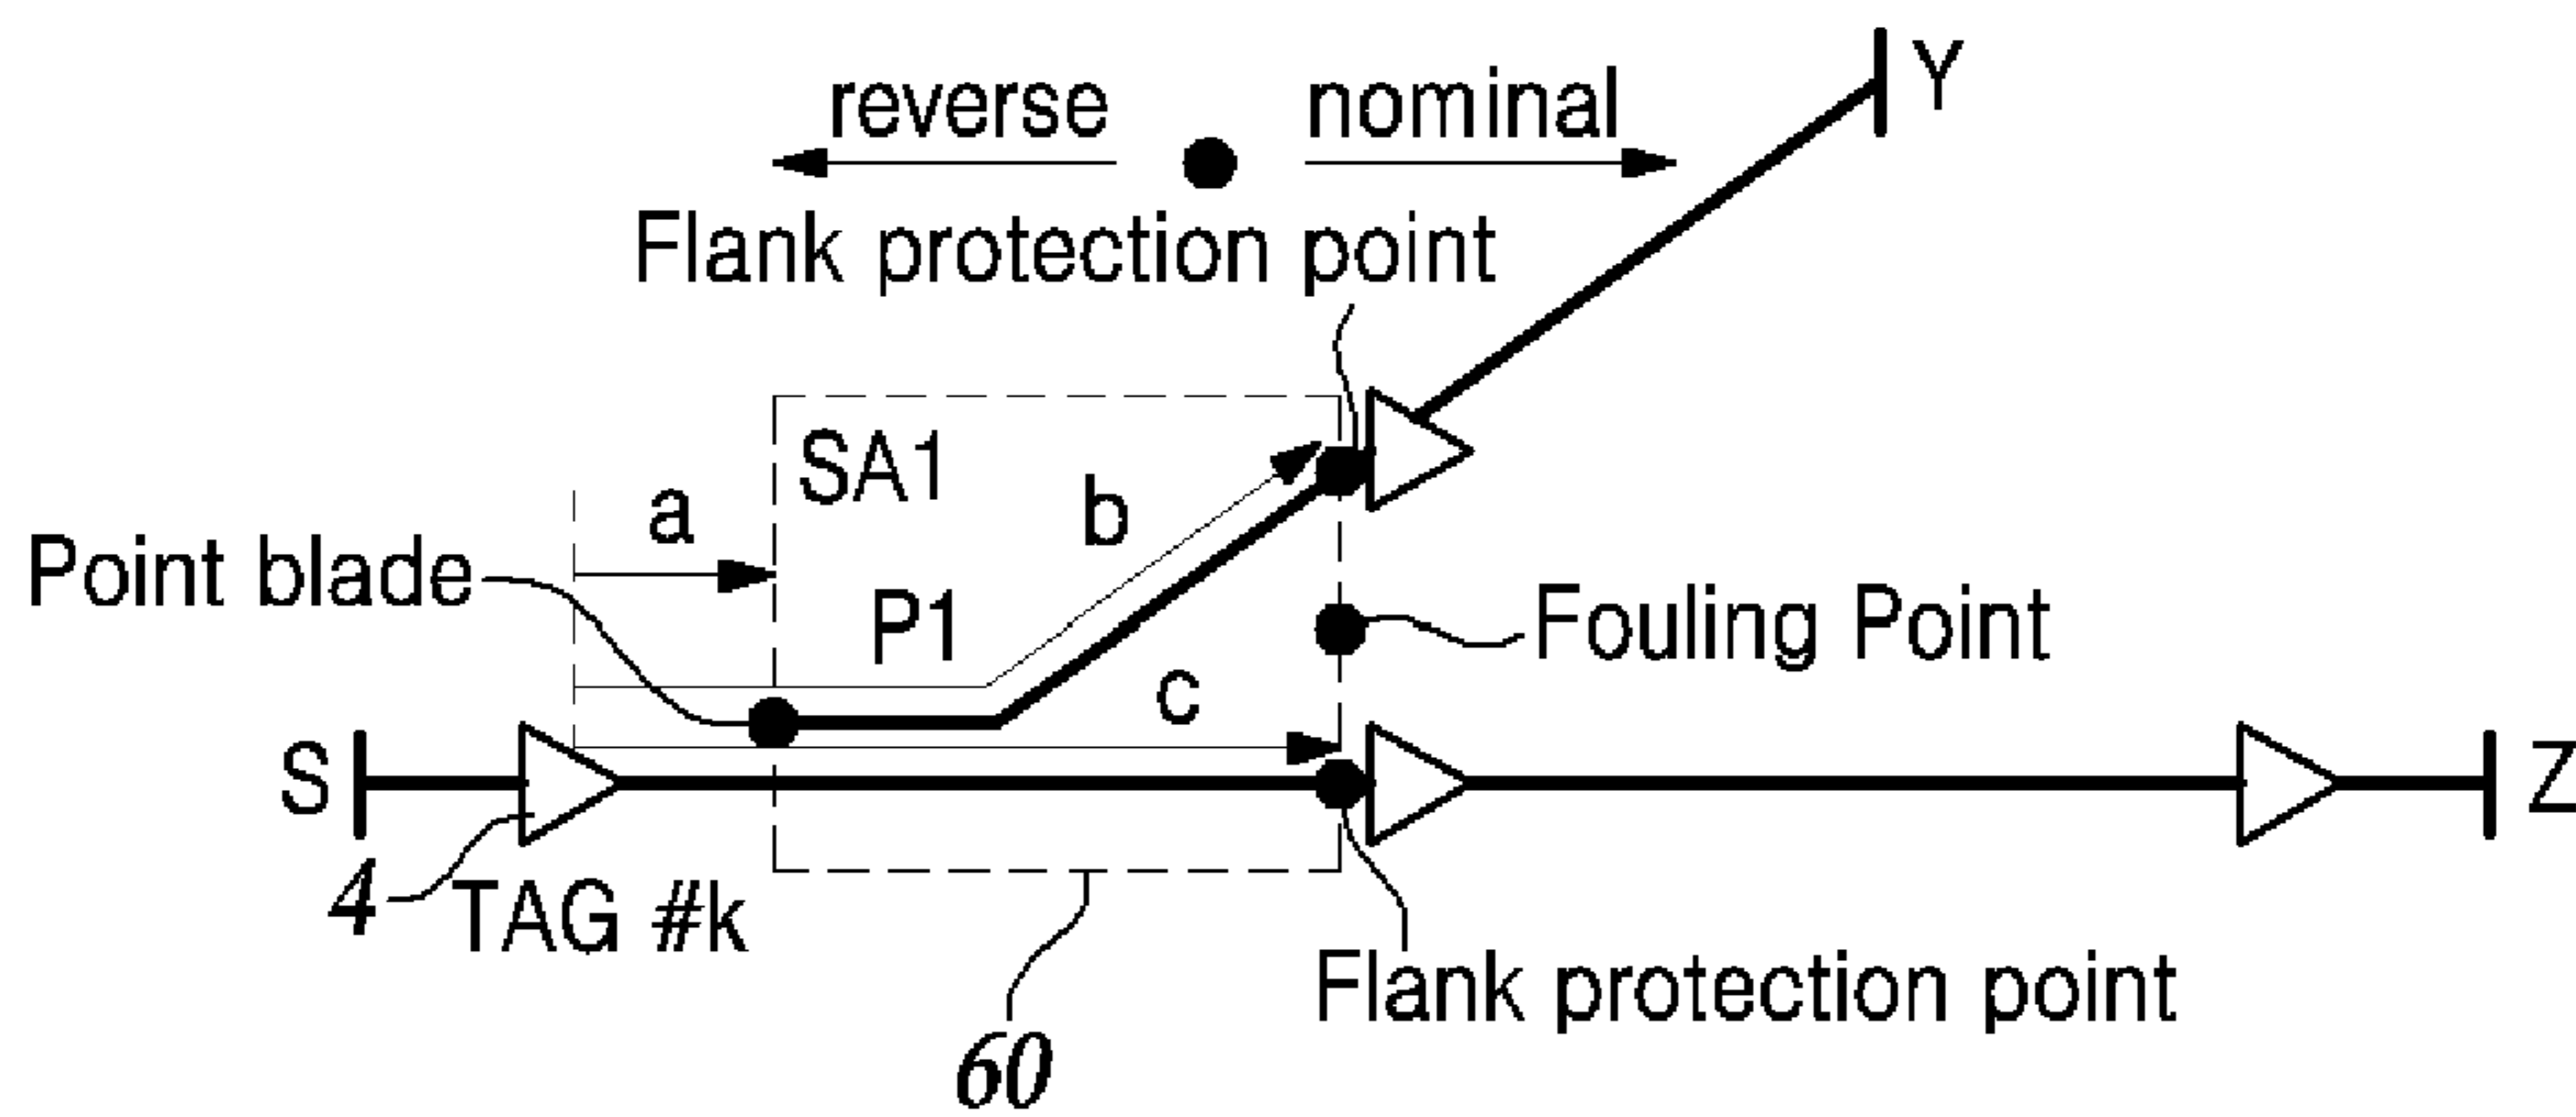 reverse nominal
Y
Flank protection point
SA1
a
b
Point blade
P1
Fouling Point
c
S
Z
4
TAG #k
Flank protection point
60